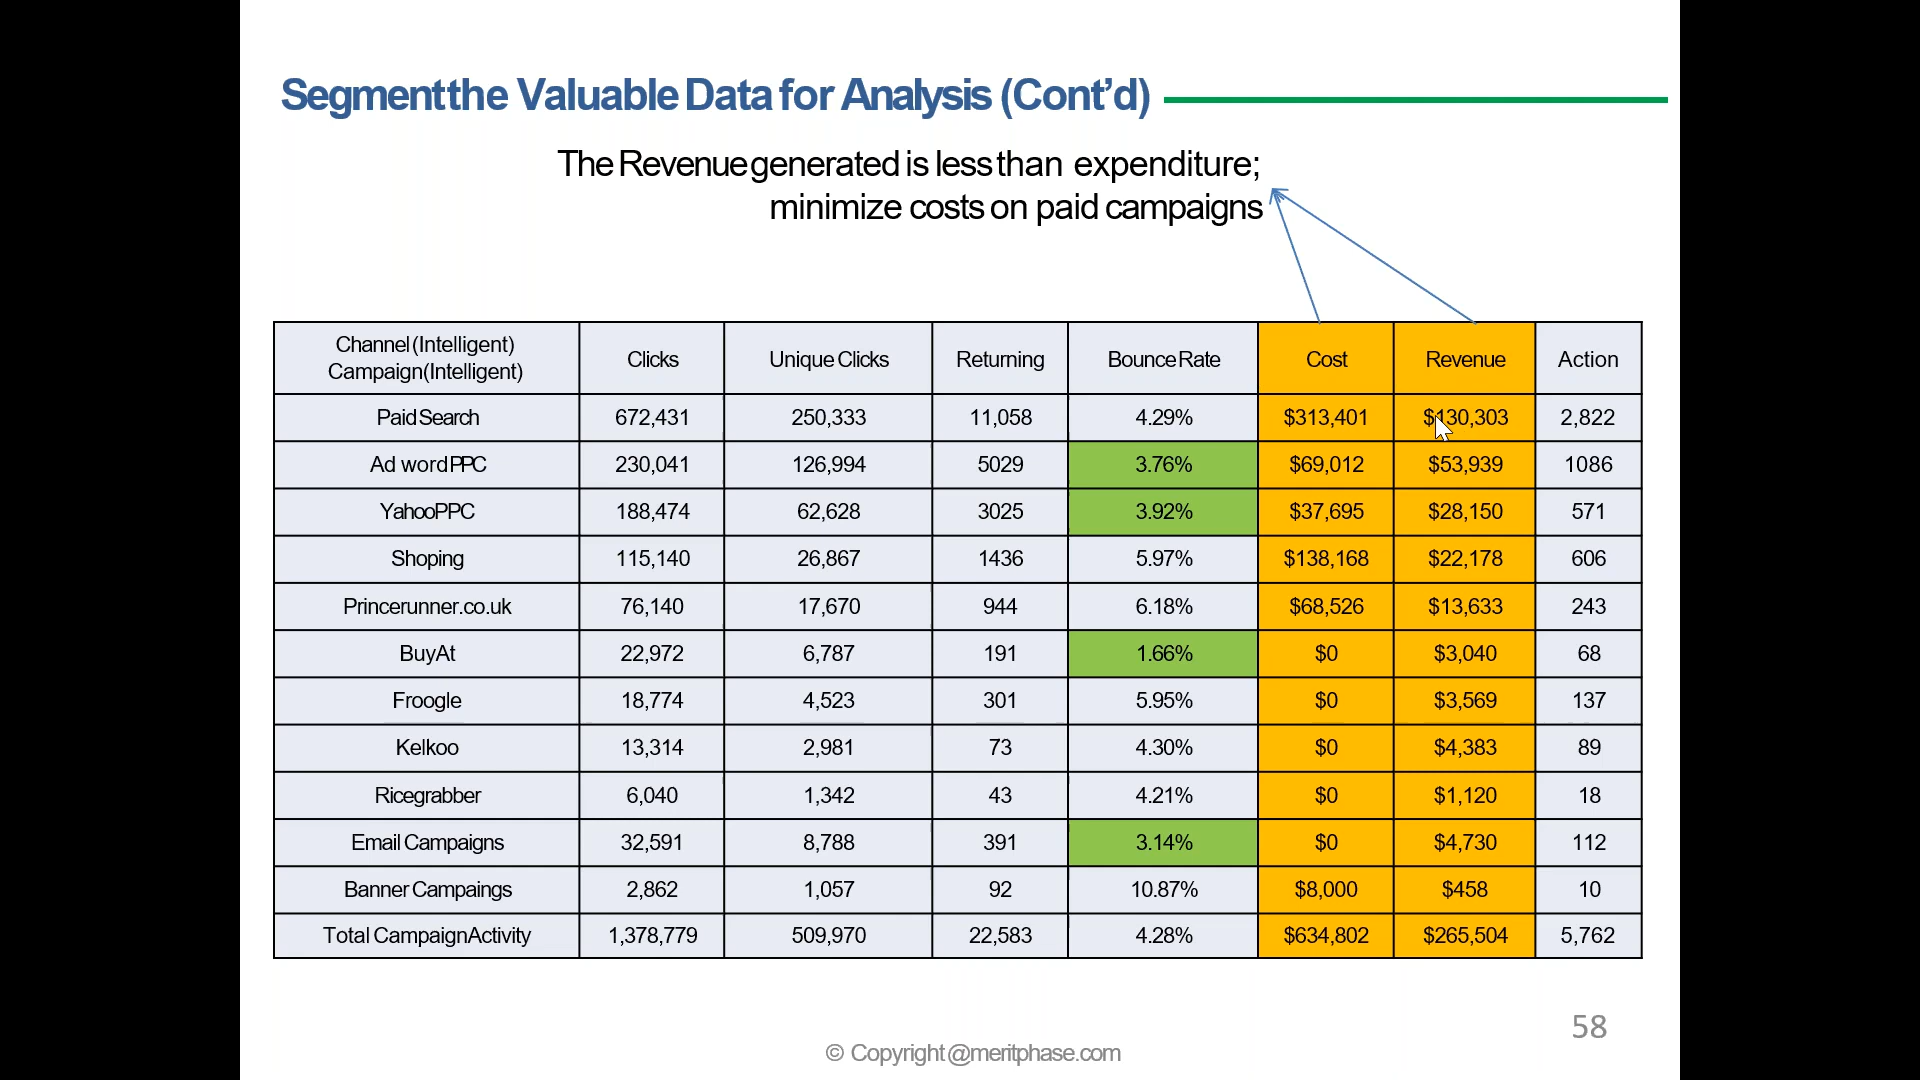 Segment the Valuable Data for Analysis (Cont’d)
The Revenue generated is less than expenditure;
minimize costs on paid campaigns
Channel (Intelligent) Clicks Unique Clicks Returning Bounce Rate Cost Revenue Action
Campaign(Intelligent)
Paid Search 672,431 250,333 11,058 4.29% $313,401 $130,303 2,822
Ad word PPC 230,041 126,994 5029 3.76% $69,012 $53,939 1086
Yahoo PPC 188,474 62,628 3025 3.92% $37,695 $28,150 571
Shoping 115,140 26,867 1436 5.97% $138,168 $22,178 606
Princerunner.co.uk 76,140 17,670 944 6.18% $68,526 $13,633 243
BuyAt 22,972 6,787 191 1.66% $0 $3,040 68
Froogle 18,774 4,523 301 5.95% $0 $3,569 137
Kelkoo 13,314 2,981 73 4.30% $0 $4,383 89
Ricegrabber 6,040 1,342 43 4.21% $0 $1,120 18
Email Campaigns 32,591 8,788 391 3.14% $0 $4,730 112
Banner Campaings 2,862 1,057 92 10.87% $8,000 $458 10
Total Campaign Activity 1,378,779 509,970 22,583 4.28% $634,802 $265,504 5,762
58
© Copyright @meritphase.com